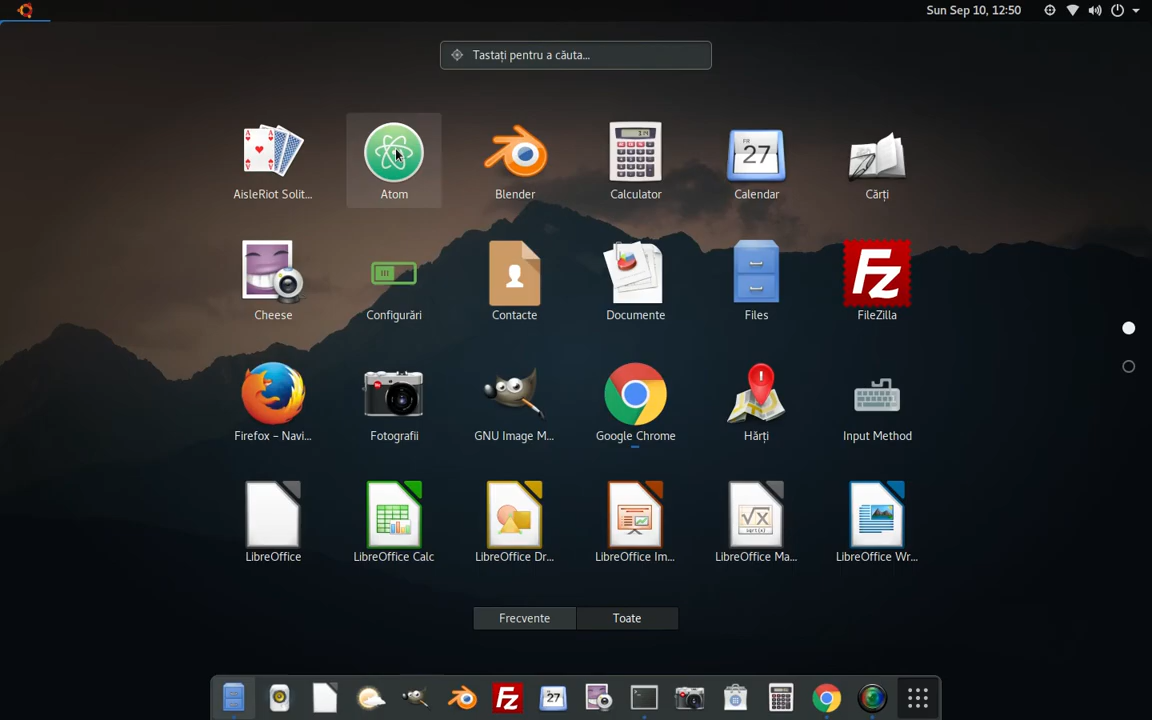 Sun Sep 10, 12:50
Tastați pentru a căuta...
AisleRiot Solit...
Atom
Blender
Calculator
Calendar
Cărți
Cheese
Configurări
Contacte
Documente
Files
FileZilla
Firefox – Navi...
Fotografii
GNU Image M...
Google Chrome
Hărți
Input Method
LibreOffice
LibreOffice Calc
LibreOffice Dr...
LibreOffice Im...
LibreOffice Ma...
LibreOffice Wr...
Frecvente
Toate